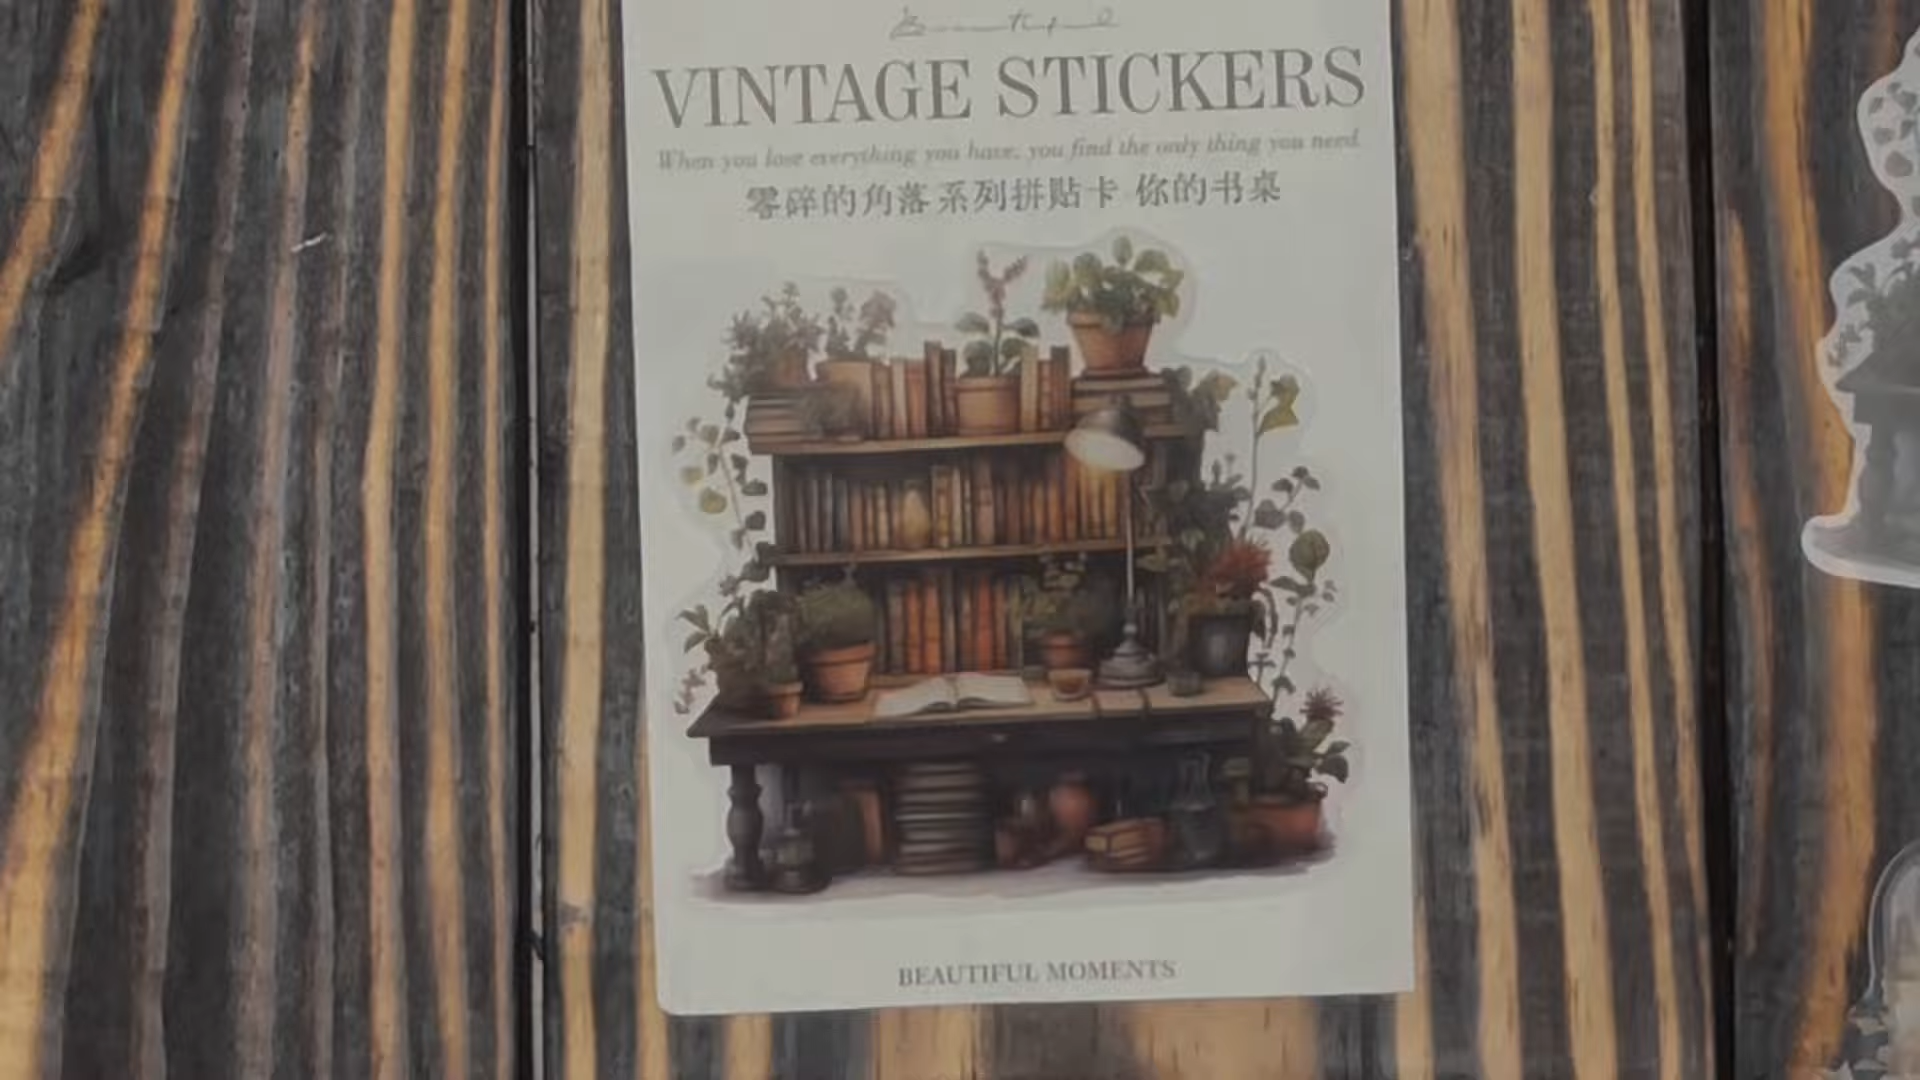 Beautiful
VINTAGE STICKERS
When you lose everything you have, you find the only thing you need.
零碎的角落系列拼贴卡 你的书桌
BEAUTIFUL MOMENTS